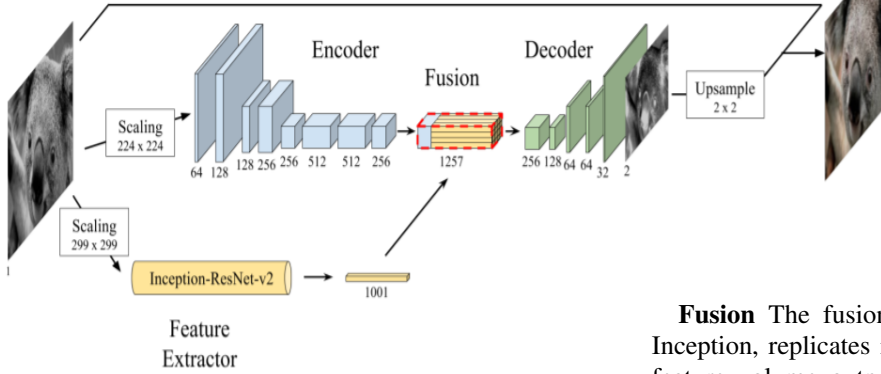 Encoder
Decoder
Fusion
Scaling
224 x 224
Upsample
2 x 2
64 128 128 256 256 512 512 256
1257
256 128 64 64 32 2
Scaling
299 x 299
1
Inception-ResNet-v2
1001
Feature
Extractor
Fusion The fusion
Inception, replicates